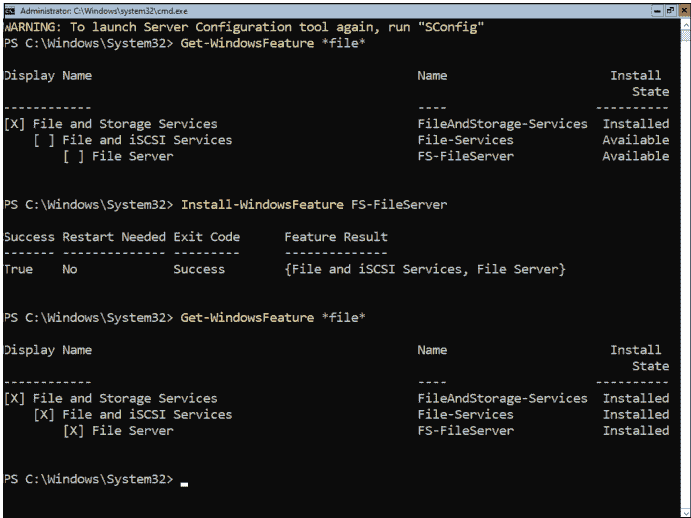 Administrator: C:\Windows\system32\cmd.exe
WARNING: To launch Server Configuration tool again, run "SConfig"
PS C:\Windows\System32> Get-WindowsFeature *file*
Display Name Name Install
State
------------ ---- ----------
[X] File and Storage Services FileAndStorage-Services Installed
[ ] File and iSCSI Services File-Services Available
[ ] File Server FS-FileServer Available
PS C:\Windows\System32> Install-WindowsFeature FS-FileServer
Success Restart Needed Exit Code Feature Result
------- -------------- --------- --------------
True No Success {File and iSCSI Services, File Server}
PS C:\Windows\System32> Get-WindowsFeature *file*
Display Name Name Install
State
------------ ---- ----------
[X] File and Storage Services FileAndStorage-Services Installed
[X] File and iSCSI Services File-Services Installed
[X] File Server FS-FileServer Installed
PS C:\Windows\System32>